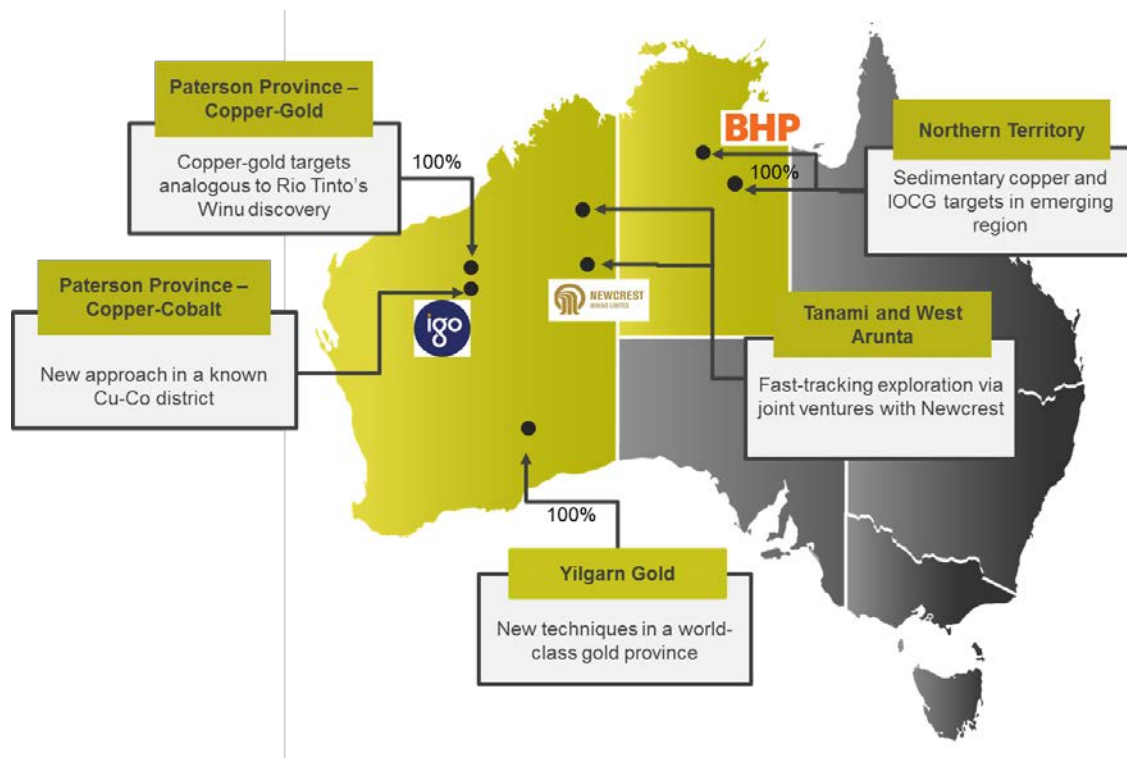 Paterson Province –
Copper-Gold
Copper-gold targets
analogous to Rio Tinto's
Winu discovery
100%
BHP
100%
Northern Territory
Sedimentary copper and
IOCG targets in emerging
region
Paterson Province –
Copper-Cobalt
New approach in a known
Cu-Co district
igo
NEWCREST
MINING LIMITED
Tanami and West
Arunta
Fast-tracking exploration via
joint ventures with Newcrest
100%
Yilgarn Gold
New techniques in a world-
class gold province